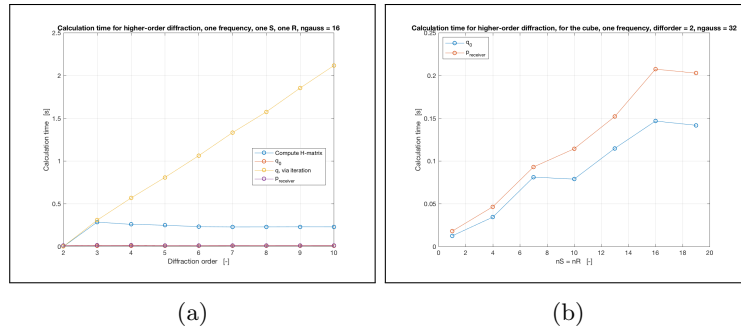 Calculation time for higher-order diffraction, one frequency, one S, one R, ngauss = 16
2.5
2
1.5
1
0.5
0
Calculation time [s]
Compute H-matrix
q0
q, via iteration
Preceiver
2 3 4 5 6 7 8 9 10
Diffraction order [-]
(a)
Calculation time for higher-order diffraction, for the cube, one frequency, difforder = 2, ngauss = 32
0.25
0.2
0.15
0.1
0.05
0
Calculation time [s]
q0
Preceiver
0 2 4 6 8 10 12 14 16 18 20
nS = nR [-]
(b)